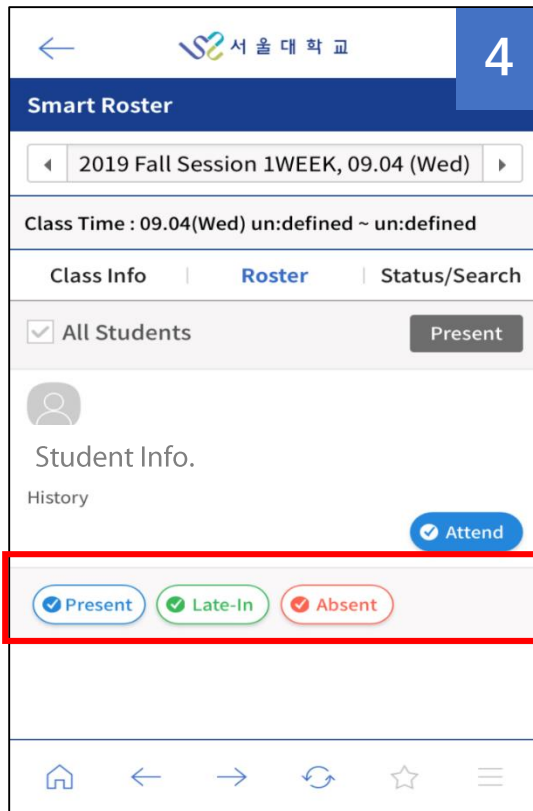 서울대학교
4
Smart Roster
2019 Fall Session 1WEEK, 09.04 (Wed)
Class Time : 09.04(Wed) un:defined ~ un:defined
Class Info Roster Status/Search
All Students Present
Student Info.
History
Attend
Present Late-In Absent